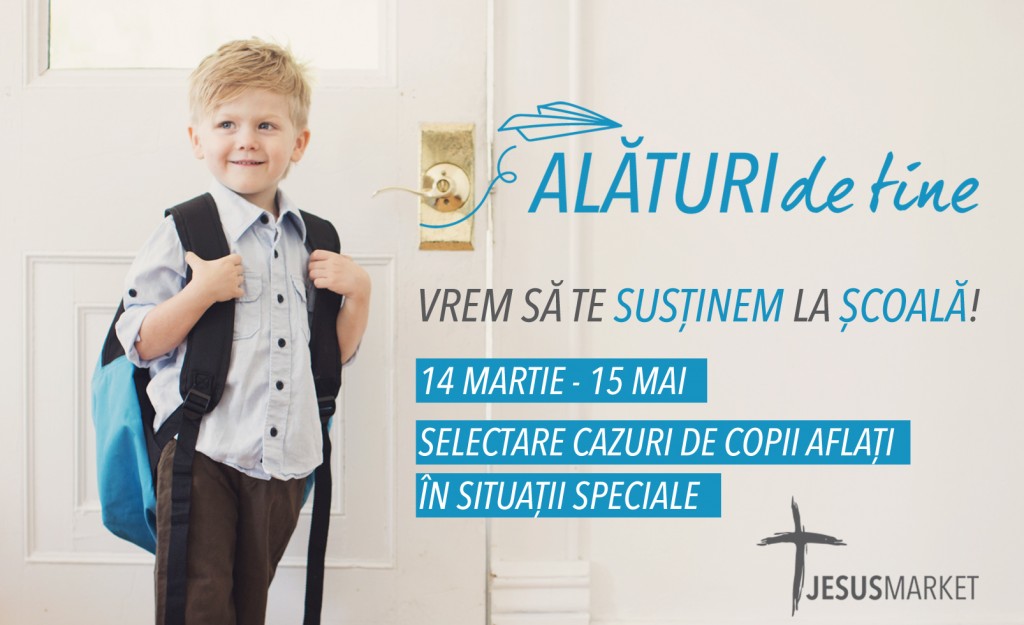 ALĂTURI de tine
VREM SĂ TE SUSȚINEM LA ȘCOALĂ!
14 MARTIE - 15 MAI
SELECTARE CAZURI DE COPII AFLAȚI
ÎN SITUAȚII SPECIALE
JESUSMARKET